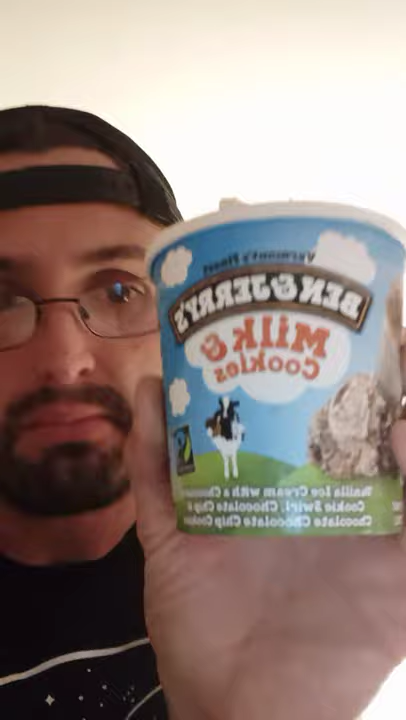 Vermont's Finest
BEN & JERRY'S
MILK &
COOKIES
Vanilla Ice Cream with
Cookie Swirl, Chocolate Chip &
Chocolate Chocolate Chip Cookies